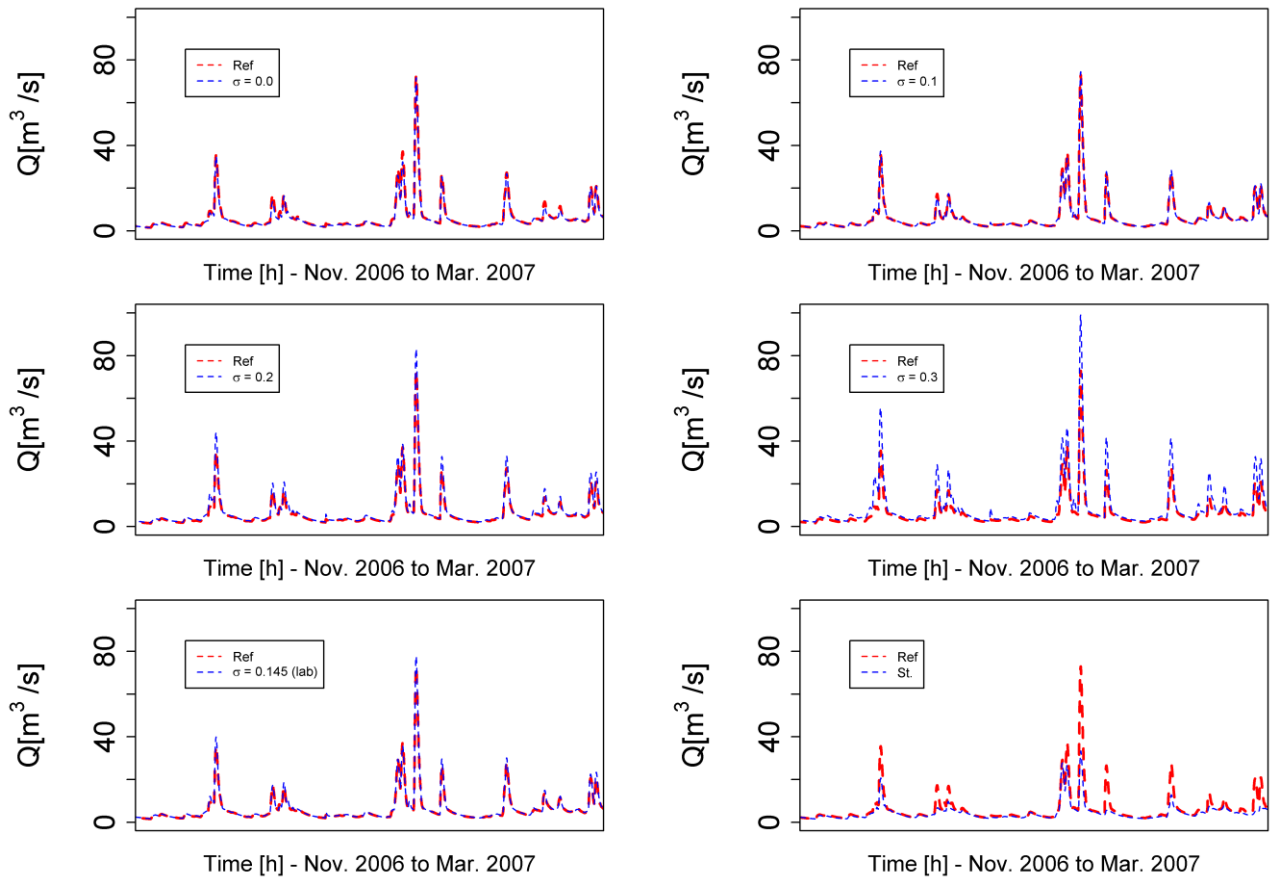 Q[m³ /s]
80
40
0
Ref
σ = 0.0
Time [h] - Nov. 2006 to Mar. 2007
Q[m³ /s]
80
40
0
Ref
σ = 0.1
Time [h] - Nov. 2006 to Mar. 2007
Q[m³ /s]
80
40
0
Ref
σ = 0.2
Time [h] - Nov. 2006 to Mar. 2007
Q[m³ /s]
80
40
0
Ref
σ = 0.3
Time [h] - Nov. 2006 to Mar. 2007
Q[m³ /s]
80
40
0
Ref
σ = 0.145 (lab)
Time [h] - Nov. 2006 to Mar. 2007
Q[m³ /s]
80
40
0
Ref
St.
Time [h] - Nov. 2006 to Mar. 2007